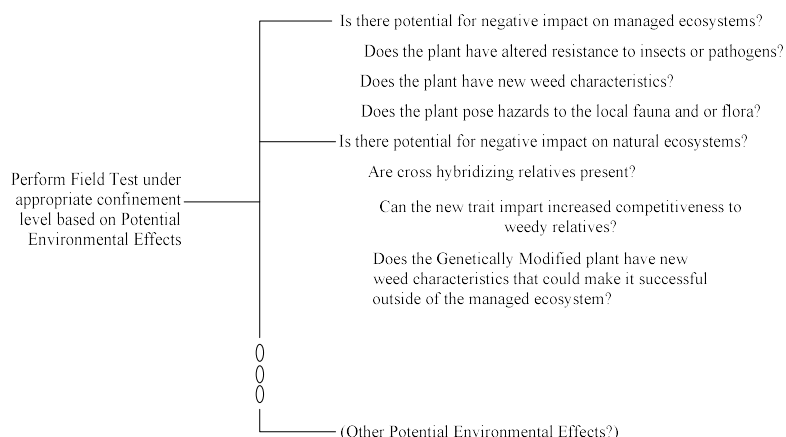 Is there potential for negative impact on managed ecosystems?
Does the plant have altered resistance to insects or pathogens?
Does the plant have new weed characteristics?
Does the plant pose hazards to the local fauna and or flora?
Is there potential for negative impact on natural ecosystems?
Are cross hybridizing relatives present?
Can the new trait impart increased competitiveness to
weedy relatives?
Does the Genetically Modified plant have new
weed characteristics that could make it successful
outside of the managed ecosystem?
Perform Field Test under
appropriate confinement
level based on Potential
Environmental Effects
(Other Potential Environmental Effects?)